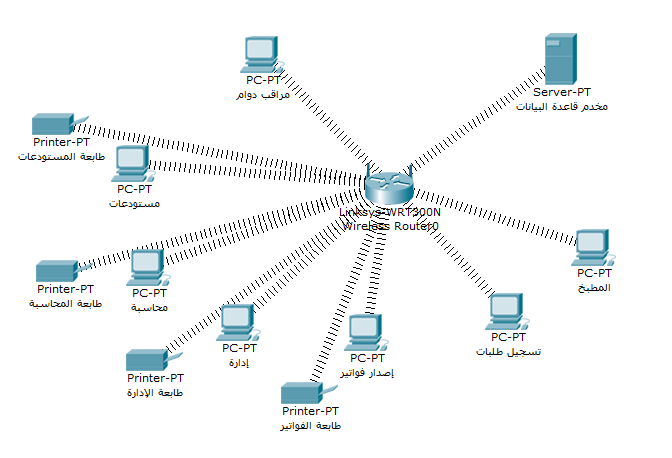 PC-PT
مراقب دوام
Server-PT
مخدم قاعدة البيانات
Printer-PT
طابعة المستودعات
PC-PT
مستودعات
Linksys-WRT300N
Wireless Router0
Printer-PT
طابعة المحاسبة
PC-PT
محاسبة
PC-PT
المطبخ
PC-PT
إدارة
PC-PT
إصدار فواتير
PC-PT
تسجيل طلبات
Printer-PT
طابعة الإدارة
Printer-PT
طابعة الفواتير